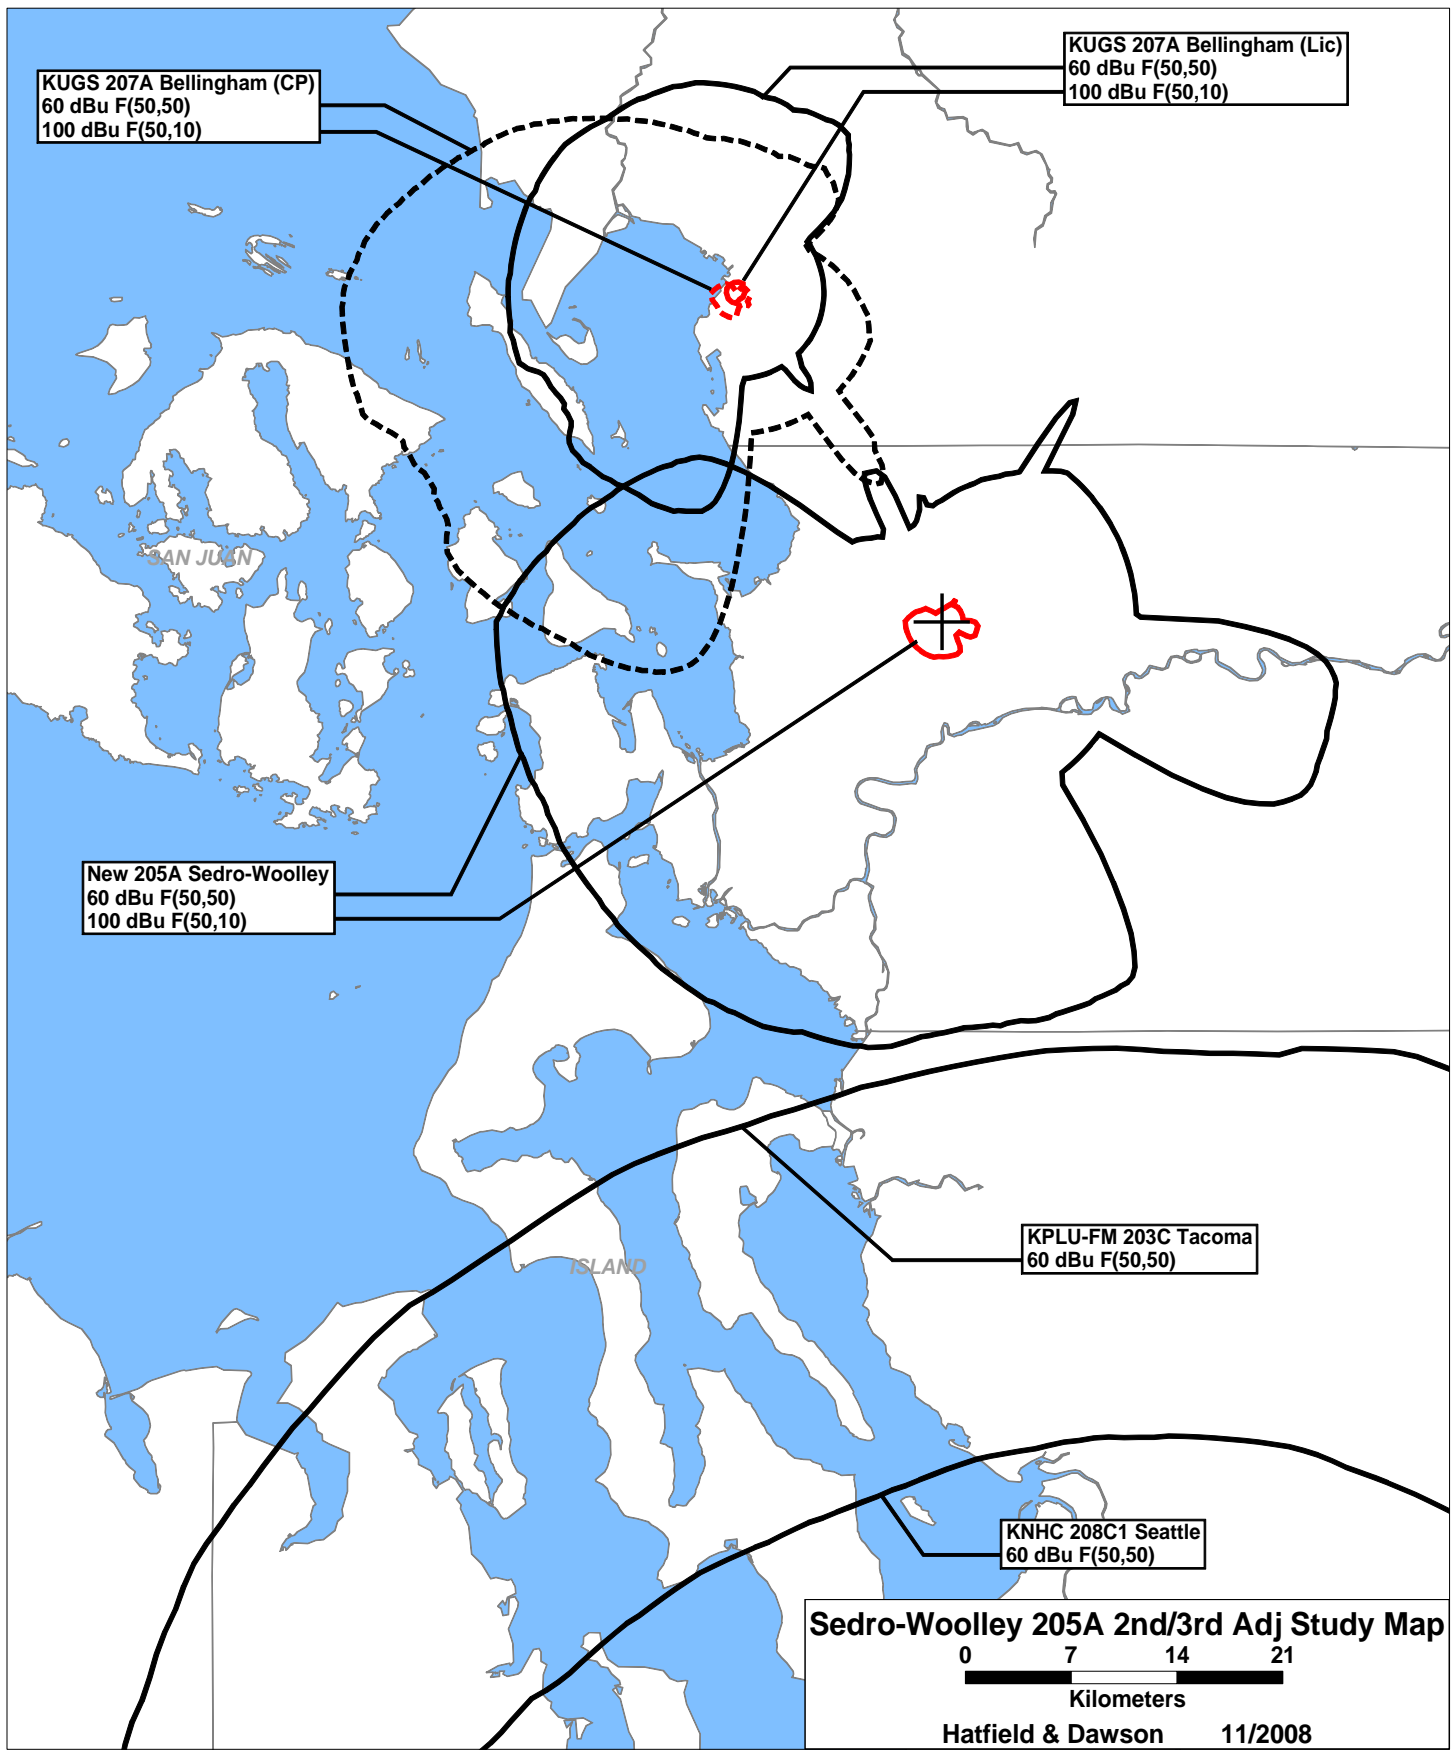 KUGS 207A Bellingham (Lic)
60 dBu F(50,50)
100 dBu F(50,10)
KUGS 207A Bellingham (CP)
60 dBu F(50,50)
100 dBu F(50,10)
SAN JUAN
New 205A Sedro-Woolley
60 dBu F(50,50)
100 dBu F(50,10)
KPLU-FM 203C Tacoma
60 dBu F(50,50)
ISLAND
KNHC 208C1 Seattle
60 dBu F(50,50)
Sedro-Woolley 205A 2nd/3rd Adj Study Map
0 7 14 21
Kilometers
Hatfield & Dawson 11/2008